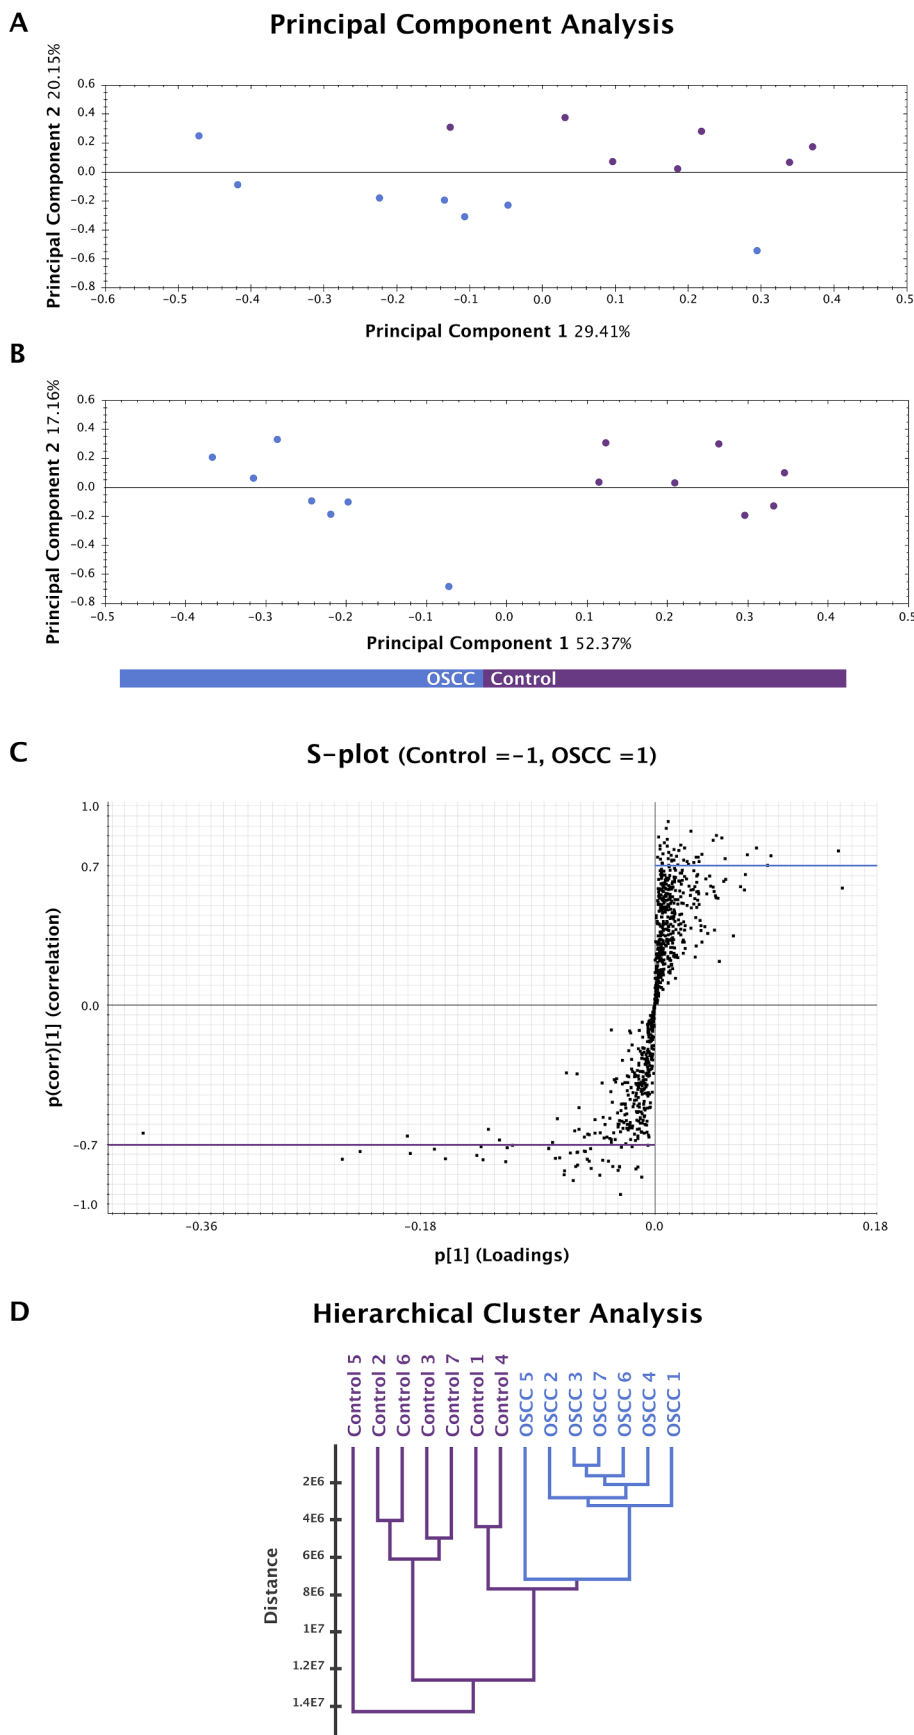 A
Principal Component Analysis
Principal Component 2 20.15%
0.6
0.4
0.2
0.0
−0.2
−0.4
−0.6
−0.8
−0.6 −0.5 −0.4 −0.3 −0.2 −0.1 0.0 0.1 0.2 0.3 0.4 0.5
Principal Component 1 29.41%
B
Principal Component 2 17.16%
0.6
0.4
0.2
0.0
−0.2
−0.4
−0.6
−0.8
−0.5 −0.4 −0.3 −0.2 −0.1 0.0 0.1 0.2 0.3 0.4 0.5
Principal Component 1 52.37%
OSCC Control
C
S−plot (Control =−1, OSCC =1)
p(corr)[1] (correlation)
1.0
0.7
0.0
−0.7
−1.0
−0.36 −0.18 0.0 0.18
p[1] (Loadings)
D
Hierarchical Cluster Analysis
Control 5
Control 2
Control 6
Control 3
Control 7
Control 1
Control 4
OSCC 5
OSCC 2
OSCC 3
OSCC 7
OSCC 6
OSCC 4
OSCC 1
Distance
2E6
4E6
6E6
8E6
1E7
1.2E7
1.4E7